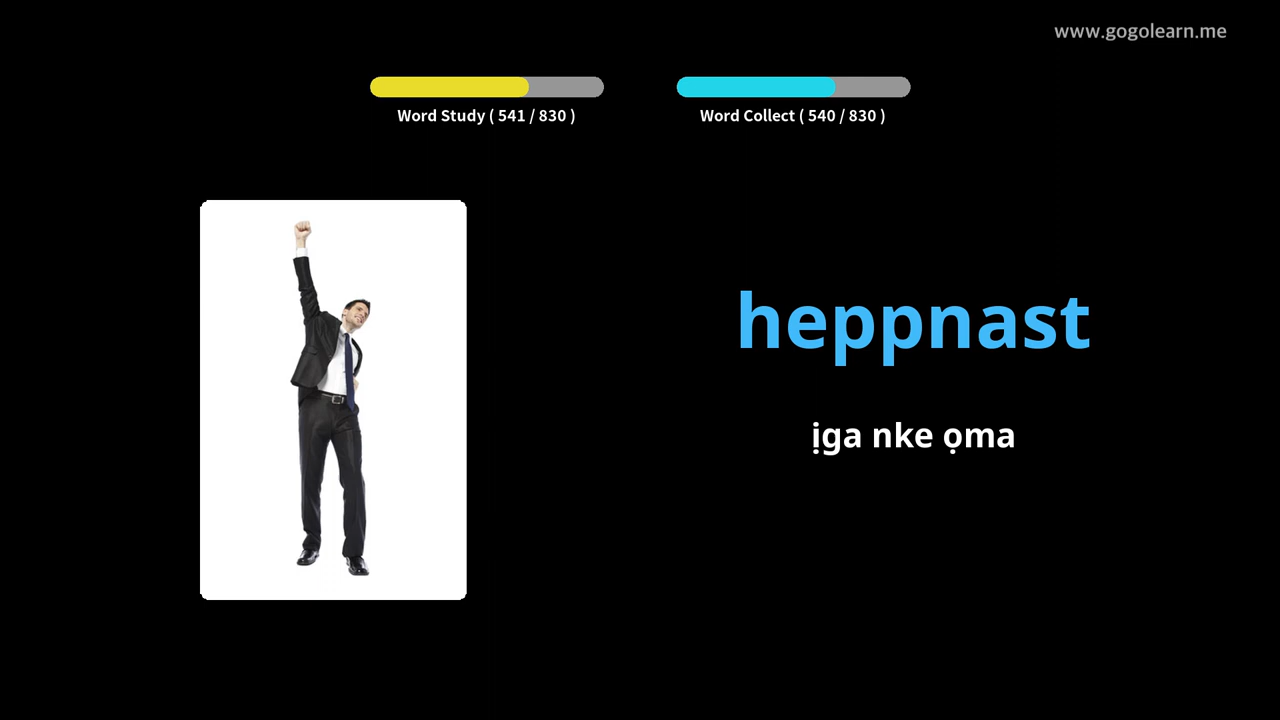 www.gogolearn.me
Word Study ( 541 / 830 )
Word Collect ( 540 / 830 )
heppnast
ịga nke ọma